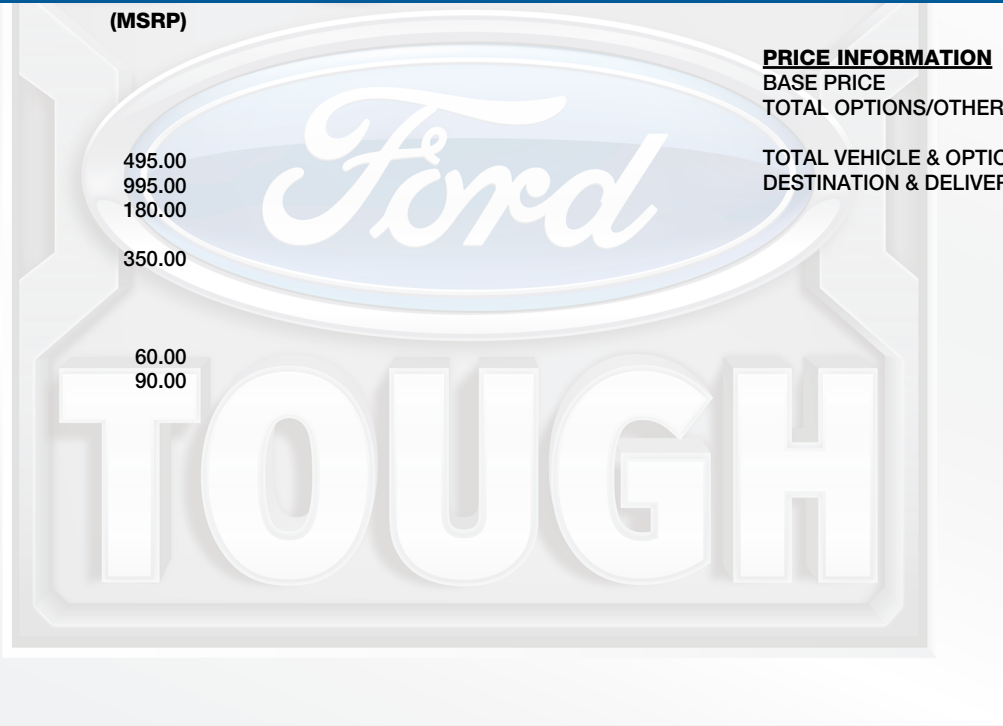 (MSRP)
495.00
995.00
180.00
350.00
60.00
90.00
PRICE INFORMATION
BASE PRICE
TOTAL OPTIONS/OTHER
TOTAL VEHICLE & OPTIO
DESTINATION & DELIVER
Ford
TOUGH